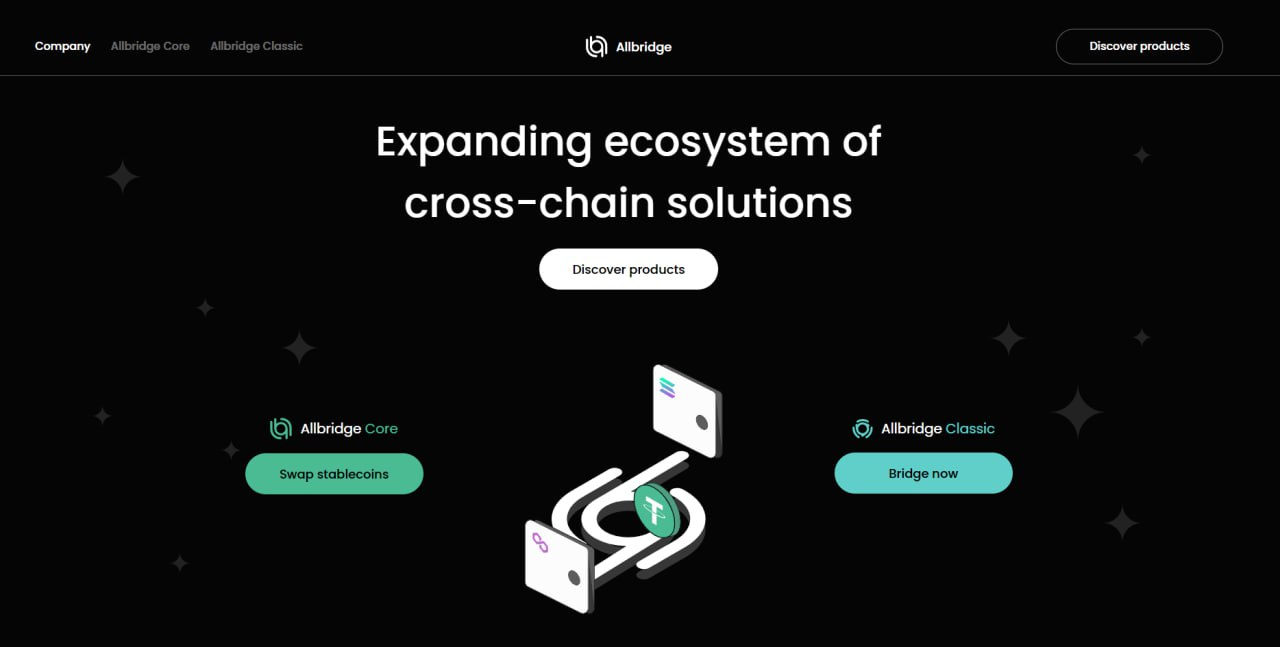 Company Allbridge Core Allbridge Classic Allbridge Discover products
Expanding ecosystem of
cross-chain solutions
Discover products
Allbridge Core
Swap stablecoins
Allbridge Classic
Bridge now